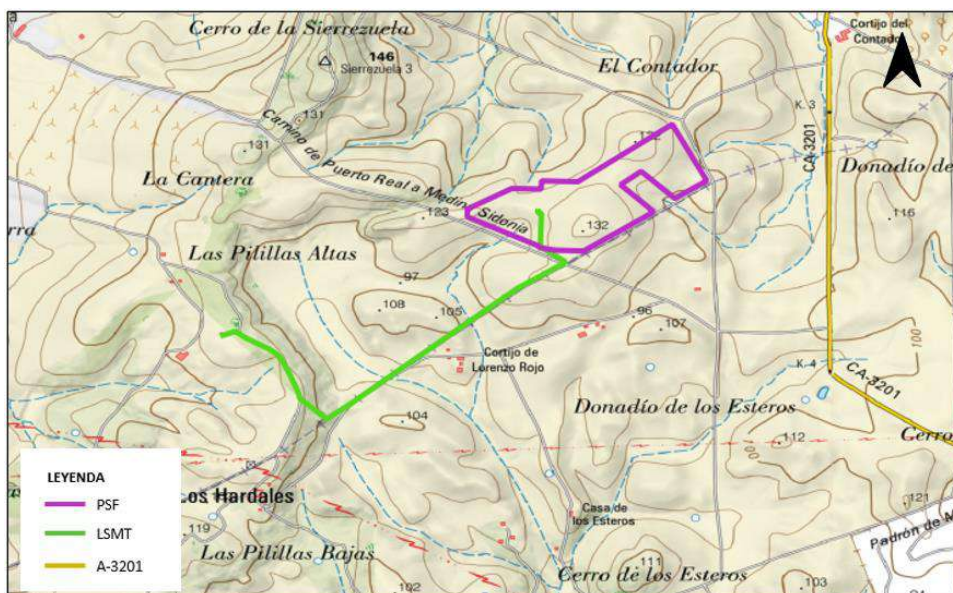 a
Cerro de la Sierrezuela
146
Sierrezuela 3
131
131
Cortijo del
Contado
El Contador
K. 3
CA-3201
Camino de Puerto Real a Medina Sidonia
La Cantera
Donadío de
123
132
116
rra
Las Pilillas Altas
97
108
105
96
107
100
Cortijo de
Lorenzo Rojo
K. 4
CA-3201
104
Donadío de los Esteros
112
100
Cerro
LEYENDA
PSF
LSMT
A-3201
Los Hardales
119
Las Pilillas Bajas
102
Casa de
los Esteros
111
Cerro de los Esteros
121
Padrón de M
103